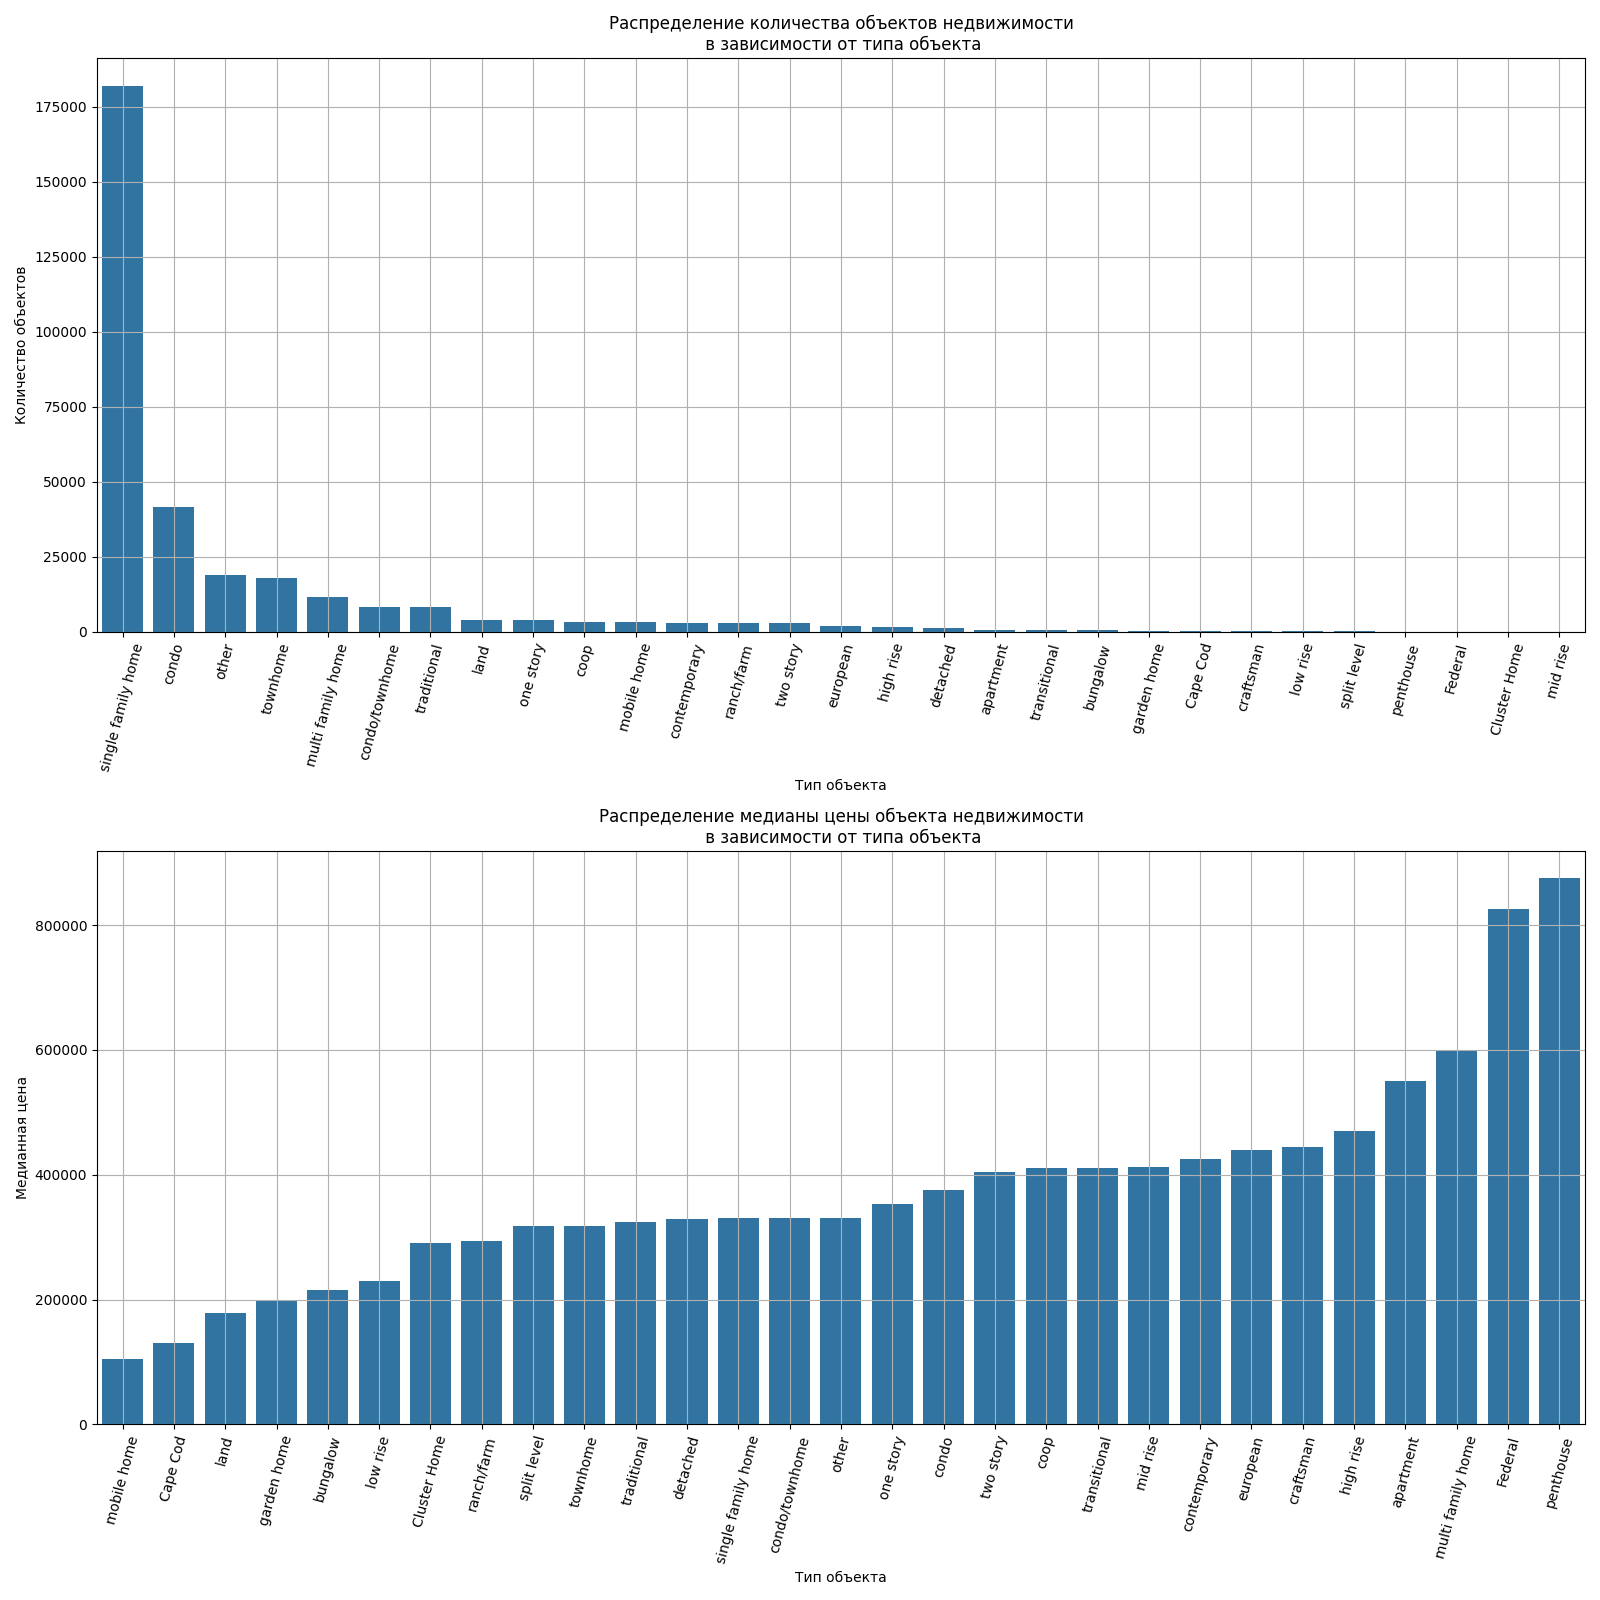 Распределение количества объектов недвижимости
в зависимости от типа объекта
Количество объектов
175000
150000
125000
100000
75000
50000
25000
0
single family home
condo
other
townhome
multi family home
condo/townhome
traditional
land
one story
coop
mobile home
contemporary
ranch/farm
two story
european
high rise
detached
apartment
transitional
bungalow
garden home
Cape Cod
craftsman
low rise
split level
penthouse
Federal
Cluster Home
mid rise
Тип объекта
Распределение медианы цены объекта недвижимости
в зависимости от типа объекта
Медианная цена
800000
600000
400000
200000
0
mobile home
Cape Cod
land
garden home
bungalow
low rise
Cluster Home
ranch/farm
split level
townhome
traditional
detached
single family home
condo/townhome
other
one story
condo
two story
coop
transitional
mid rise
contemporary
european
craftsman
high rise
apartment
multi family home
Federal
penthouse
Тип объекта